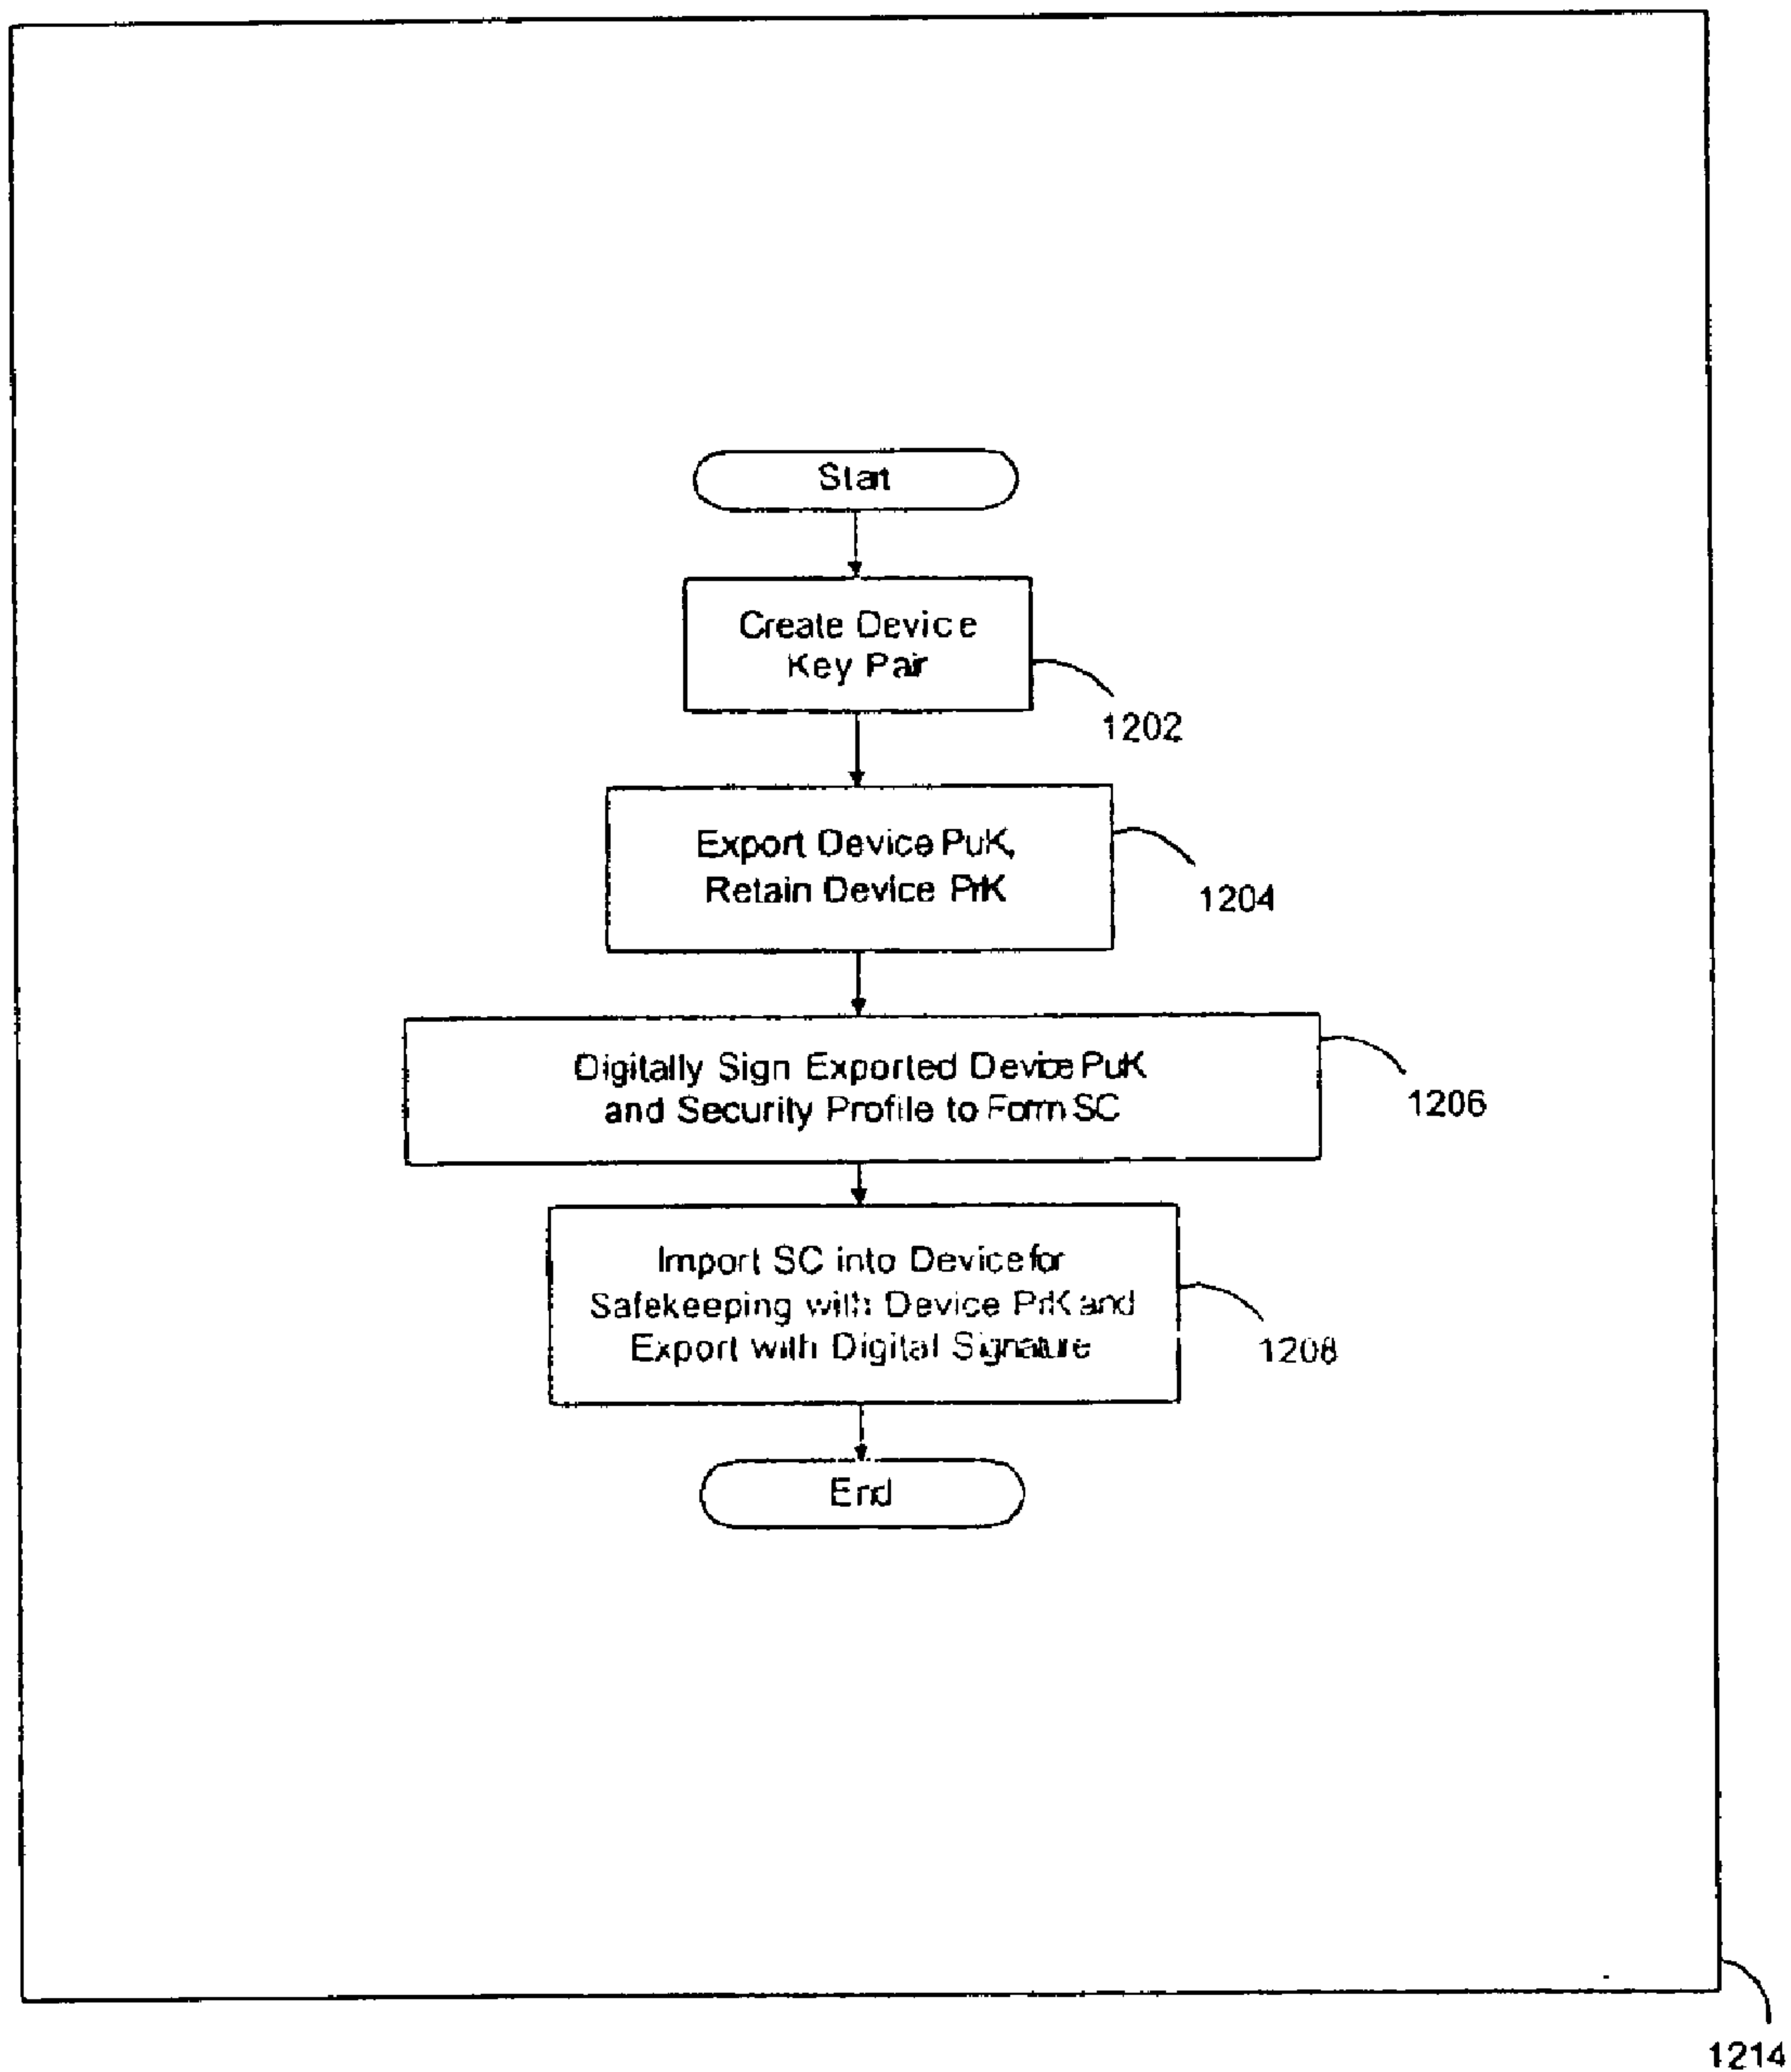 Start
Create Device
Key Pair
1202
Export Device PuK,
Retain Device PrK
1204
Digitally Sign Exported Device PuK
and Security Profile to Form SC
1206
Import SC into Device for
Safekeeping with Device PrK and
Export with Digital Signature
1208
End
1214